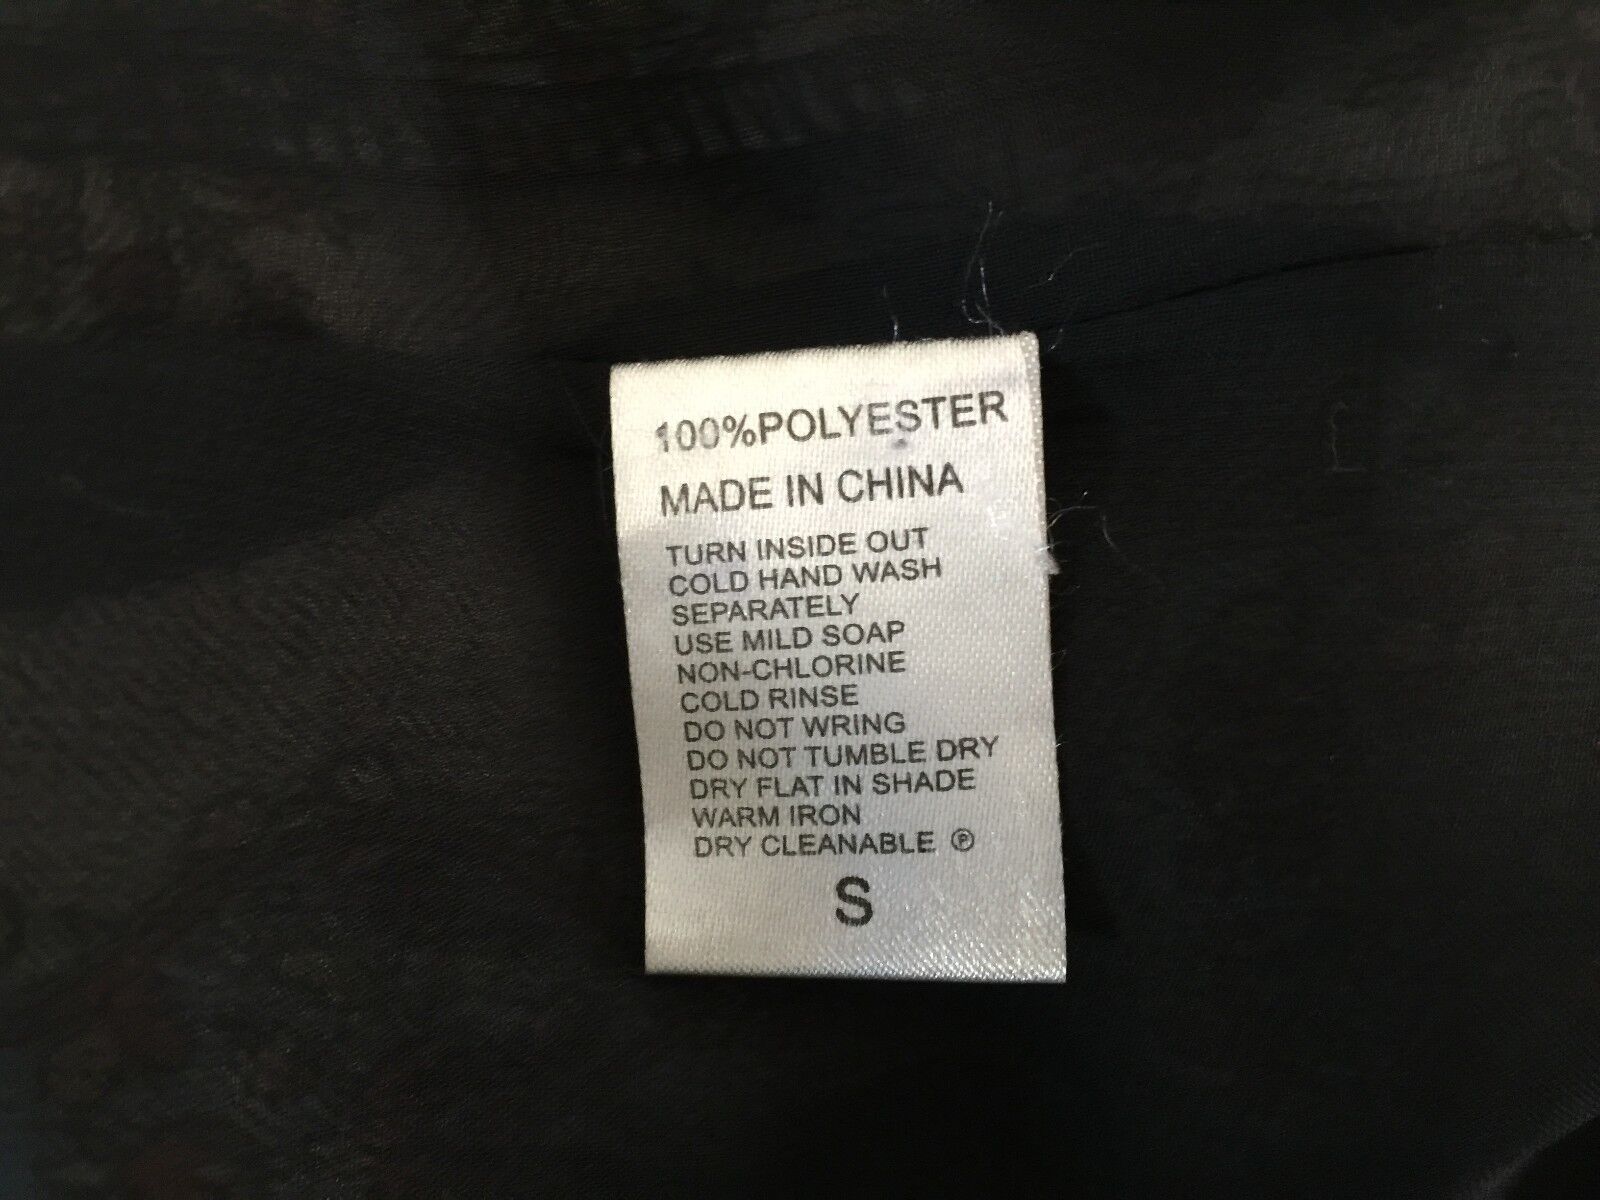 100%POLYESTER
MADE IN CHINA
TURN INSIDE OUT
COLD HAND WASH
SEPARATELY
USE MILD SOAP
NON-CHLORINE
COLD RINSE
DO NOT WRING
DO NOT TUMBLE DRY
DRY FLAT IN SHADE
WARM IRON
DRY CLEANABLE Ⓟ
S